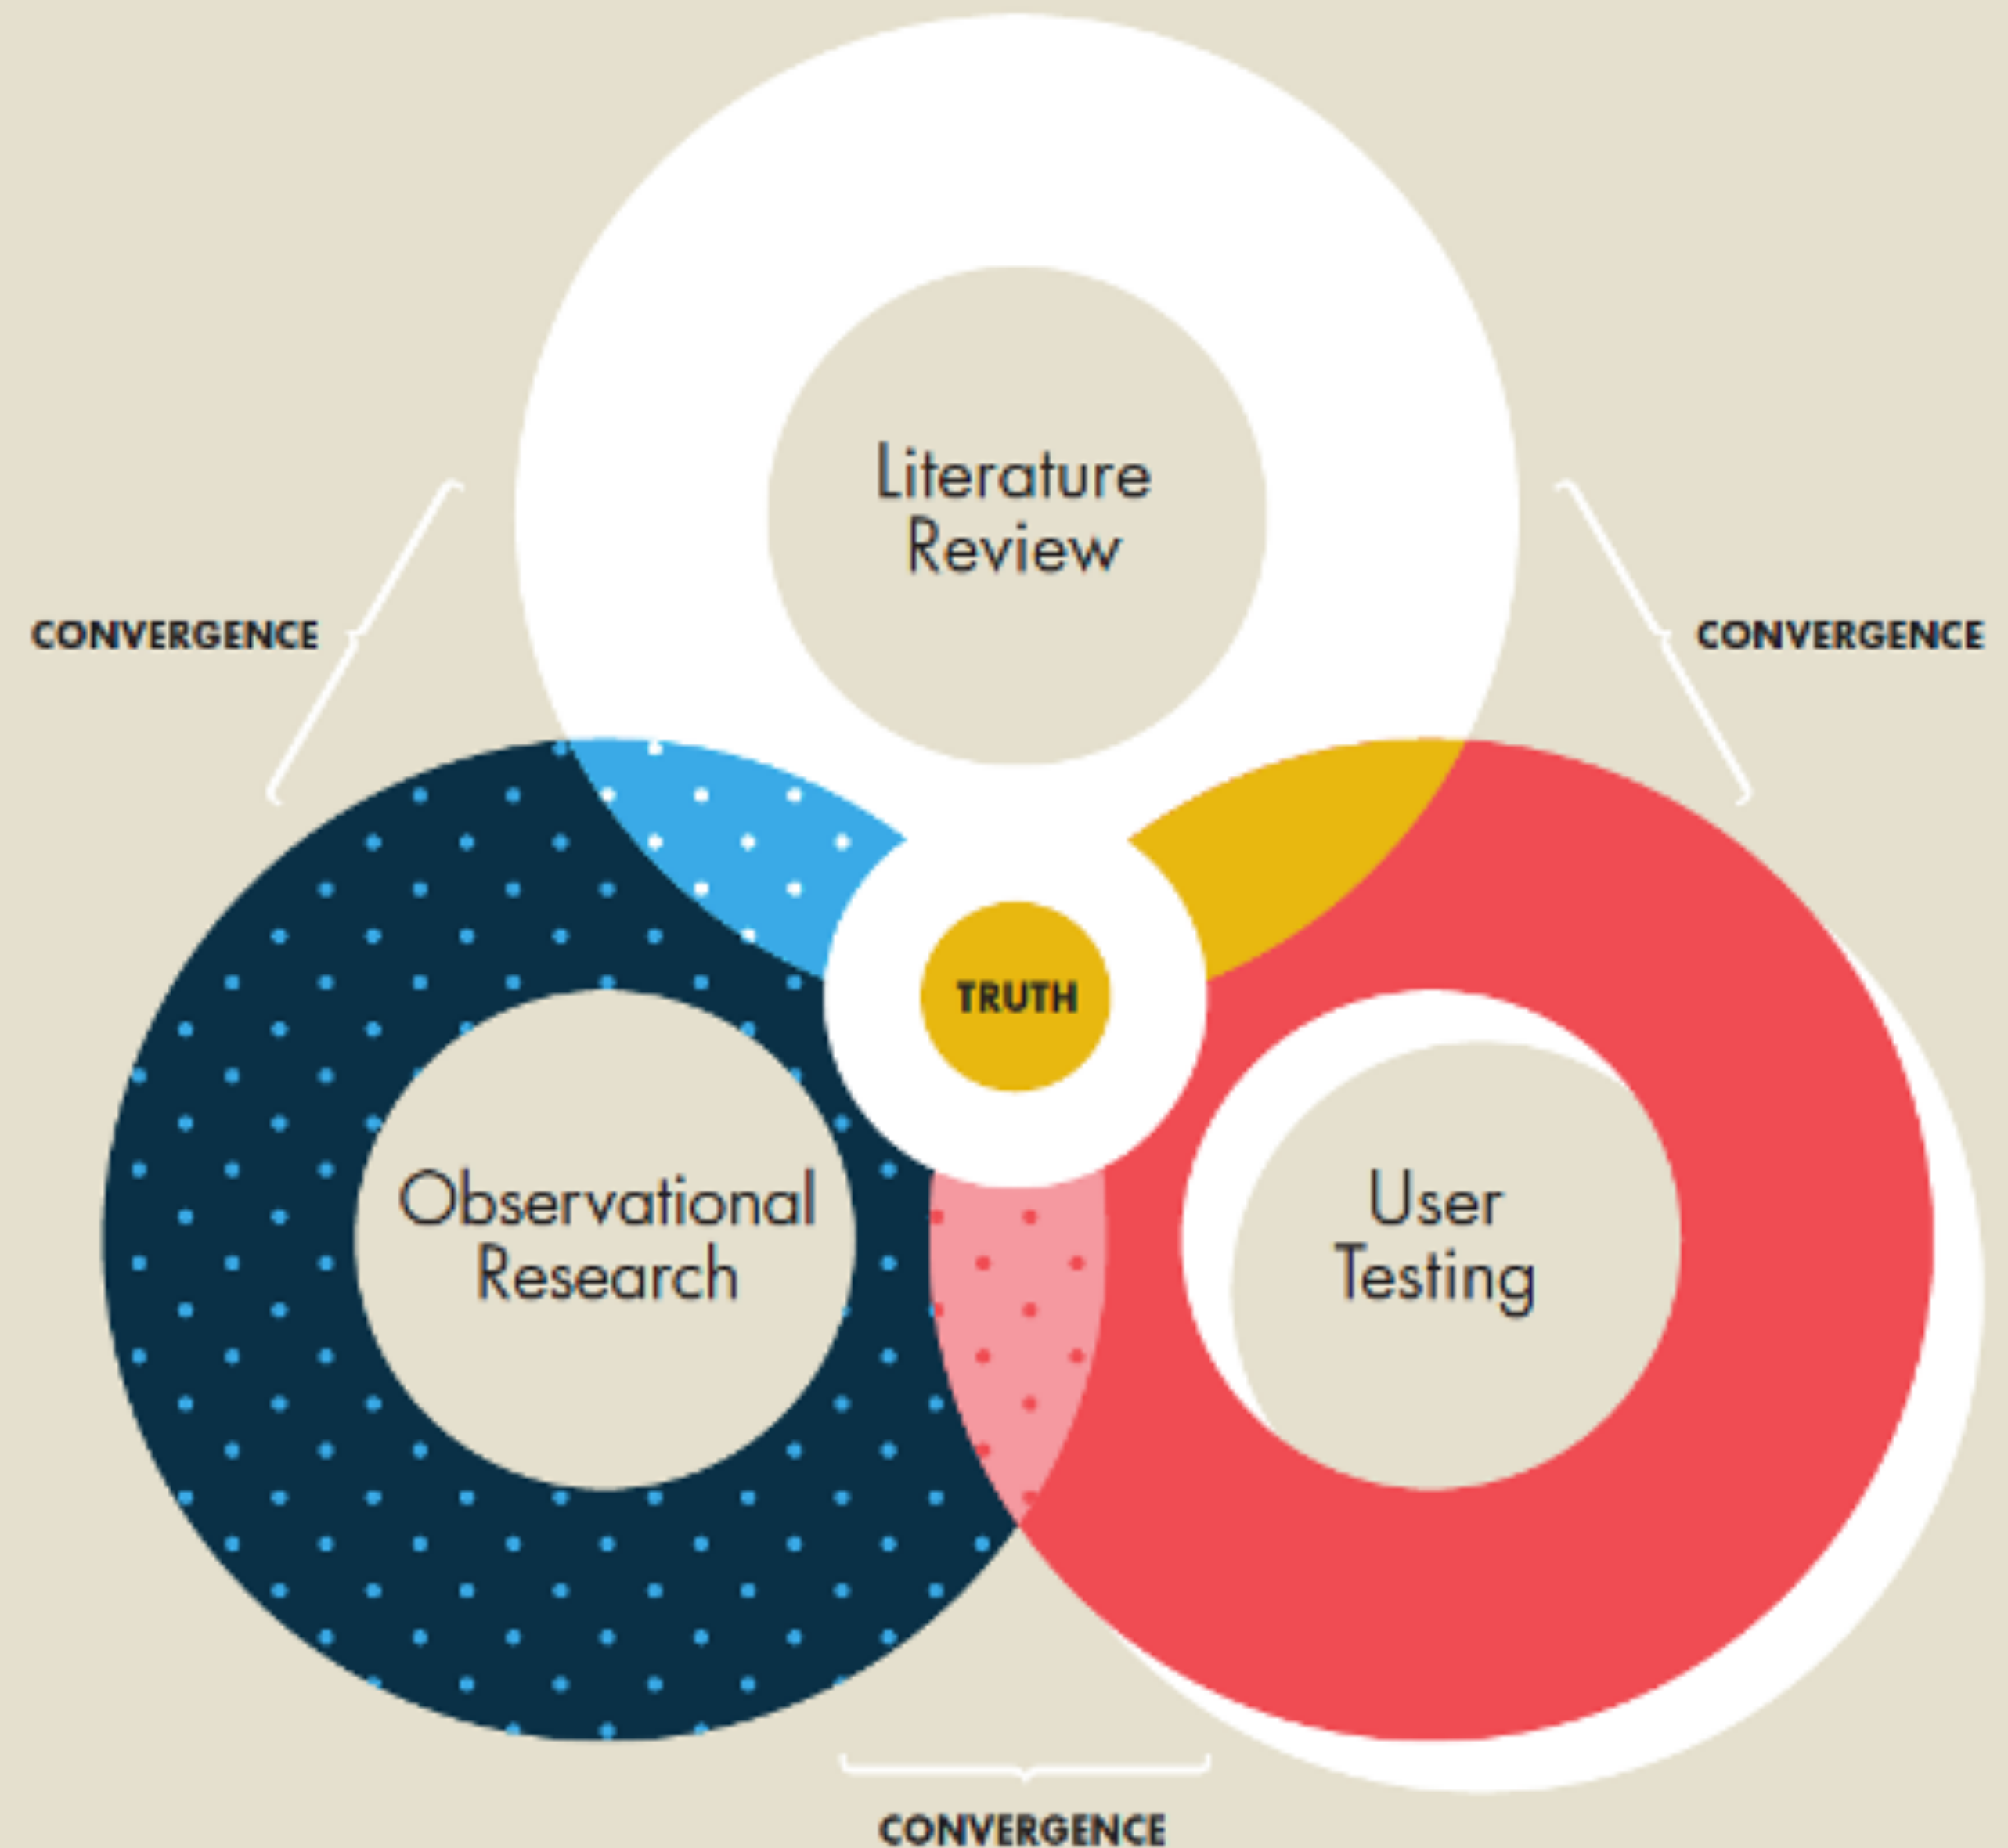 Literature
Review
CONVERGENCE
CONVERGENCE
TRUTH
Observational
Research
User
Testing
CONVERGENCE